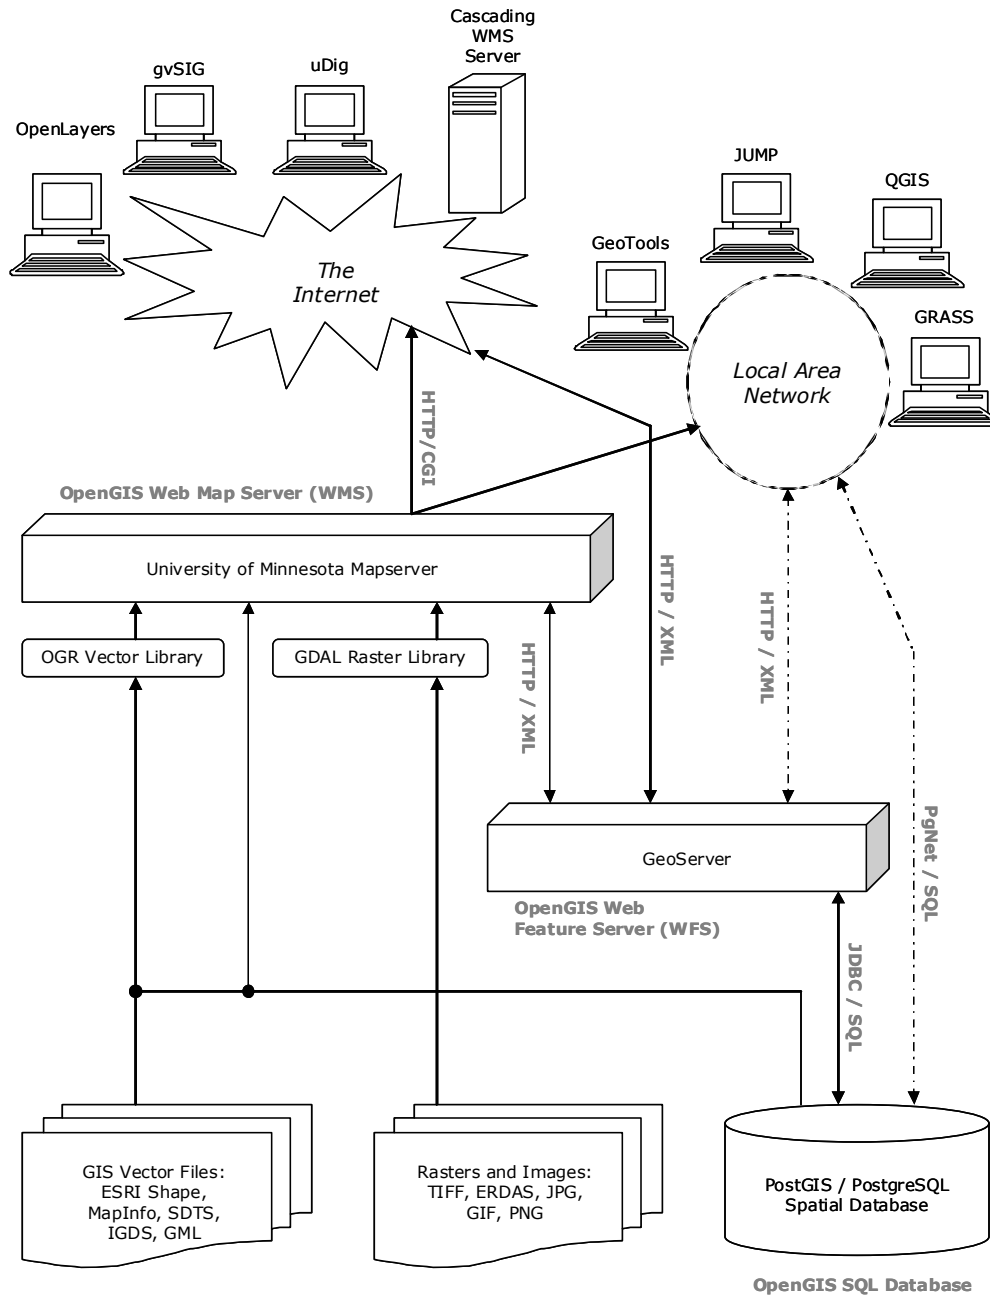 Cascading
WMS
Server
gvSIG
uDig
OpenLayers
JUMP
QGIS
GeoTools
GRASS
The
Internet
Local Area
Network
HTTP/CGI
OpenGIS Web Map Server (WMS)
University of Minnesota Mapserver
HTTP / XML
HTTP / XML
HTTP / XML
OGR Vector Library
GDAL Raster Library
PgNet / SQL
GeoServer
OpenGIS Web
Feature Server (WFS)
JDBC / SQL
GIS Vector Files:
ESRI Shape,
MapInfo, SDTS,
IGDS, GML
Rasters and Images:
TIFF, ERDAS, JPG,
GIF, PNG
PostGIS / PostgreSQL
Spatial Database
OpenGIS SQL Database